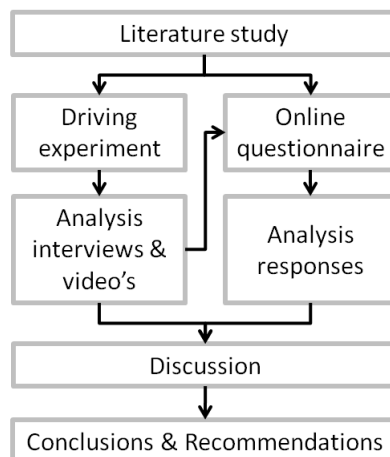 Literature study
Driving
experiment
Online
questionnaire
Analysis
interviews &
video's
Analysis
responses
Discussion
Conclusions & Recommendations